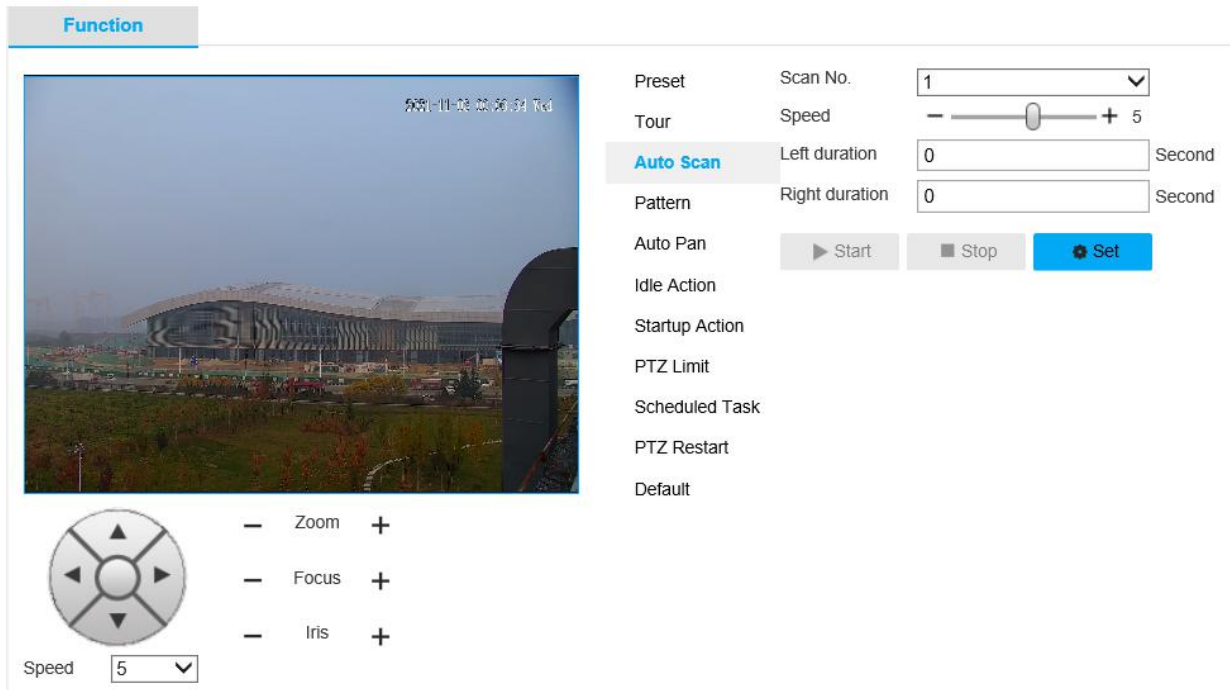 Function
Preset
Tour
Auto Scan
Pattern
Auto Pan
Idle Action
Startup Action
PTZ Limit
Scheduled Task
PTZ Restart
Default
Scan No. 1
Speed 5
Left duration 0 Second
Right duration 0 Second
Start Stop Set
Zoom
Focus
Iris
Speed 5